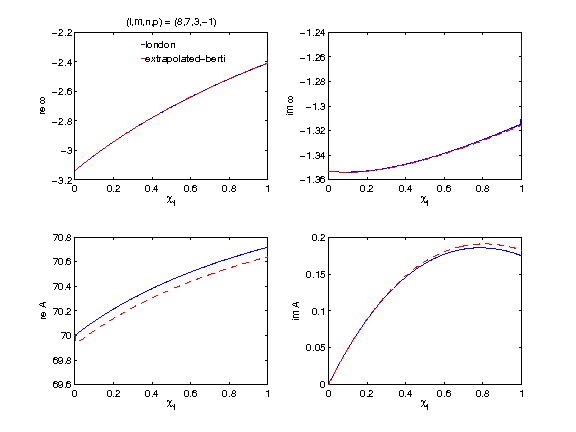 (l,m,n,p) = (8,7,3,−1)
−2.2
−2.4
−2.6
−2.8
−3
−3.2
re ω
0 0.2 0.4 0.6 0.8 1
χf
london
extrapolated−berti
−1.24
−1.26
−1.28
−1.3
−1.32
−1.34
−1.36
im ω
0 0.2 0.4 0.6 0.8 1
χf
70.8
70.6
70.4
70.2
70
69.8
69.6
re A
0 0.2 0.4 0.6 0.8 1
χf
0.2
0.15
0.1
0.05
0
im A
0 0.2 0.4 0.6 0.8 1
χf